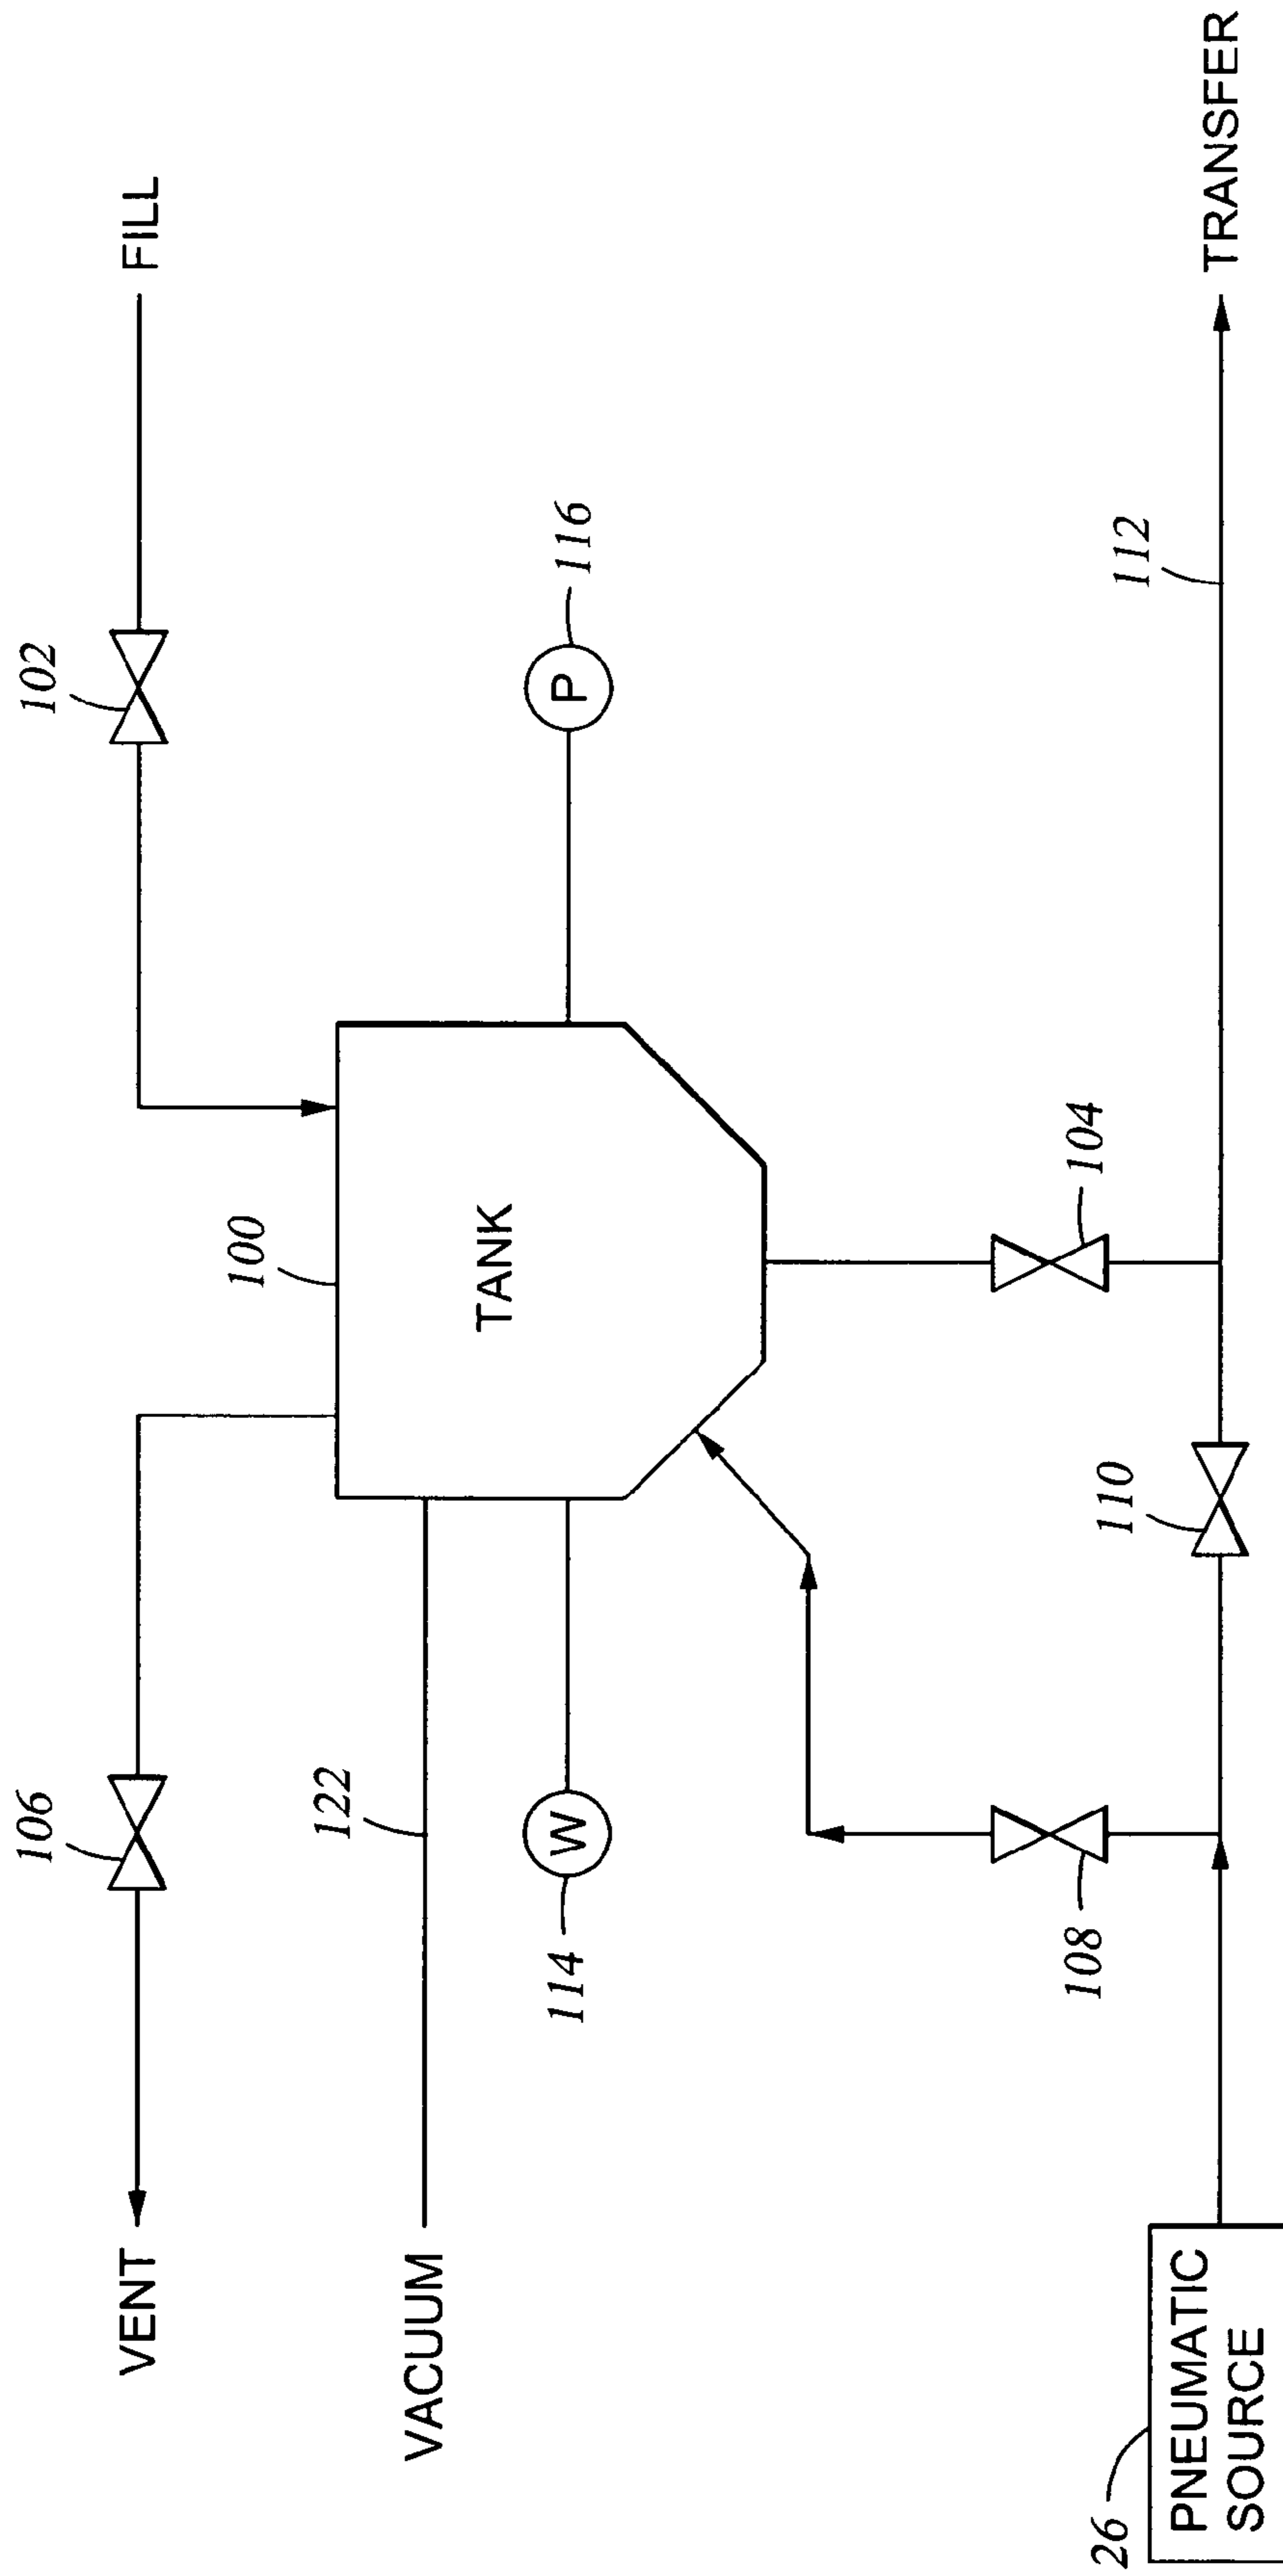 VENT
106
102
FILL
VACUUM
122
100
TANK
W
114
P
116
108
110
104
112
TRANSFER
26
PNEUMATIC
SOURCE